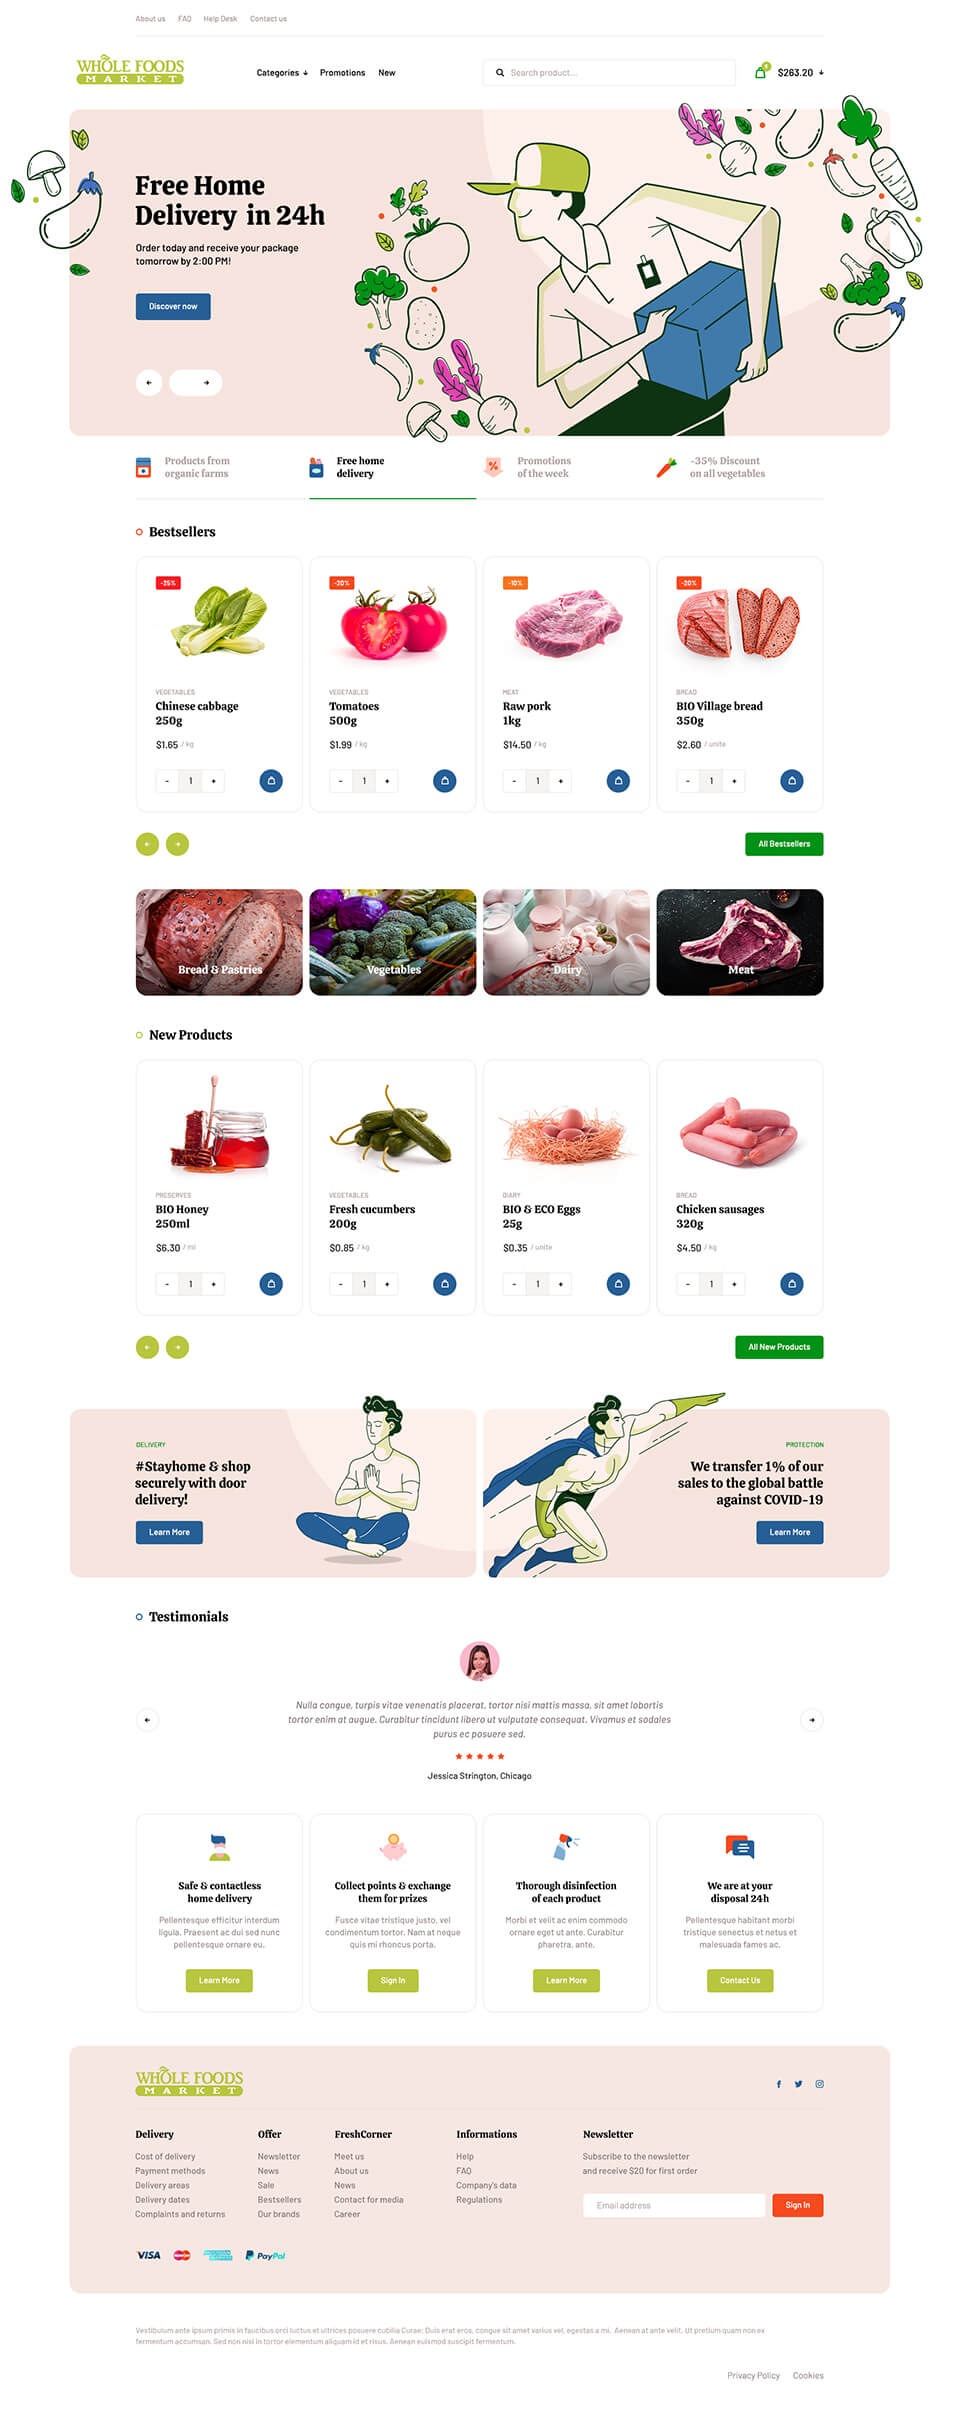 About us FAQ Help Desk Contact us
WHOLE FOODS
MARKET
Categories Promotions New
Search product...
4
$263.20
Free Home
Delivery in 24h
Order today and receive your package
tomorrow by 2:00 PM!
Discover now
Products from
organic farms
Free home
delivery
Promotions
of the week
-35% Discount
on all vegetables
Bestsellers
-25%
VEGETABLES
Chinese cabbage
250g
$1.65 / kg
- 1 +
-20%
VEGETABLES
Tomatoes
500g
$1.99 / kg
- 1 +
-10%
MEAT
Raw pork
1kg
$14.50 / kg
- 1 +
-20%
BREAD
BIO Village bread
350g
$2.60 / unite
- 1 +
All Bestsellers
Bread & Pastries
Vegetables
Dairy
Meat
New Products
PRESERVES
BIO Honey
250ml
$6.30 / ml
- 1 +
VEGETABLES
Fresh cucumbers
200g
$0.85 / kg
- 1 +
DIARY
BIO & ECO Eggs
25g
$0.35 / unite
- 1 +
BREAD
Chicken sausages
320g
$4.50 / kg
- 1 +
All New Products
DELIVERY
#Stayhome & shop
securely with door
delivery!
Learn More
PROTECTION
We transfer 1% of our
sales to the global battle
against COVID-19
Learn More
Testimonials
Nulla congue, turpis vitae venenatis placerat, tortor nisi mattis massa, sit amet lobortis
tortor enim at augue. Curabitur tincidunt libero ut vulputate consequat. Vivamus et sodales
purus ec posuere sed.
Jessica Strington, Chicago
Safe & contactless
home delivery
Pellentesque efficitur interdum
ligula. Praesent ac dui sed nunc
pellentesque ornare eu.
Learn More
Collect points & exchange
them for prizes
Fusce vitae tristique justo, vel
condimentum tortor. Nam at neque
quis mi rhoncus porta.
Sign In
Thorough disinfection
of each product
Morbi et velit ac enim commodo
ornare eget ut ante. Curabitur
pharetra, ante.
Learn More
We are at your
disposal 24h
Pellentesque habitant morbi
tristique senectus et netus et
malesuada fames ac.
Contact Us
WHOLE FOODS
MARKET
Delivery
Cost of delivery
Payment methods
Delivery areas
Delivery dates
Complaints and returns
Offer
Newsletter
News
Sale
Bestsellers
Our brands
FreshCorner
Meet us
About us
News
Contact for media
Career
Informations
Help
FAQ
Company's data
Regulations
Newsletter
Subscribe to the newsletter
and receive $20 for first order
Email address
Sign In
VISA
PayPal
Vestibulum ante ipsum primis in faucibus orci luctus et ultrices posuere cubilia Curae; Duis erat eros, congue sit amet varius vel, egestas a mi. Aenean at ante velit. Ut pretium quam non ex
fermentum accumsan. Sed non nisl in tortor elementum aliquam id et risus. Aenean euismod suscipit fermentum.
Privacy Policy Cookies